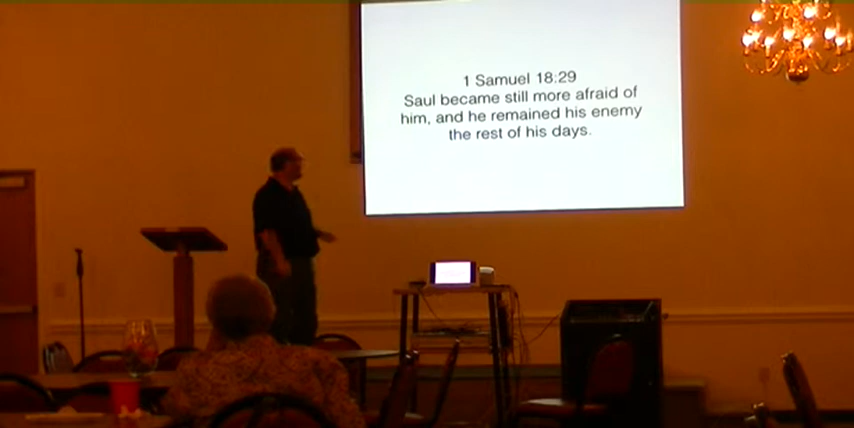 1 Samuel 18:29
Saul became still more afraid of
him, and he remained his enemy
the rest of his days.